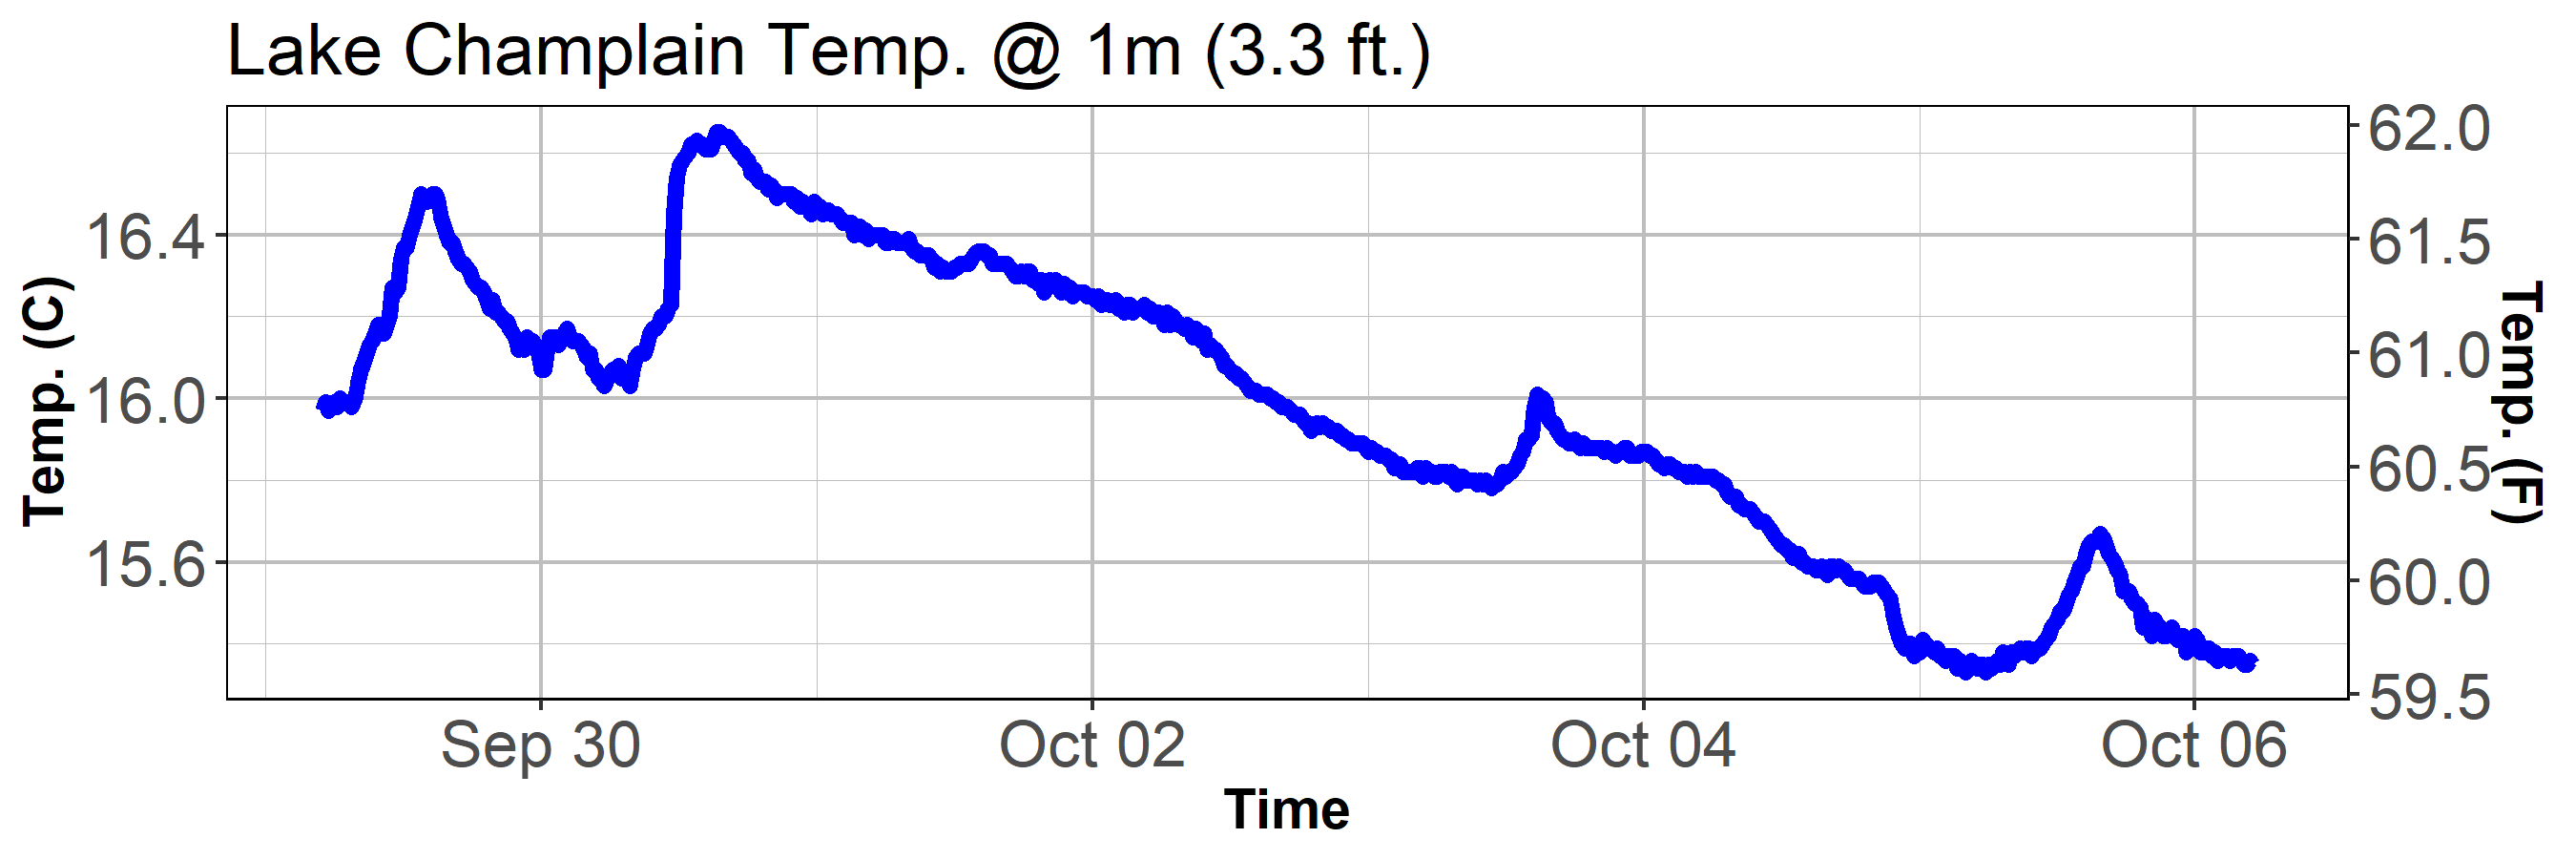 Lake Champlain Temp. @ 1m (3.3 ft.)
Temp. (C)
16.4
16.0
15.6
62.0
61.5
61.0
60.5
60.0
59.5
Temp. (F)
Sep 30
Oct 02
Oct 04
Oct 06
Time